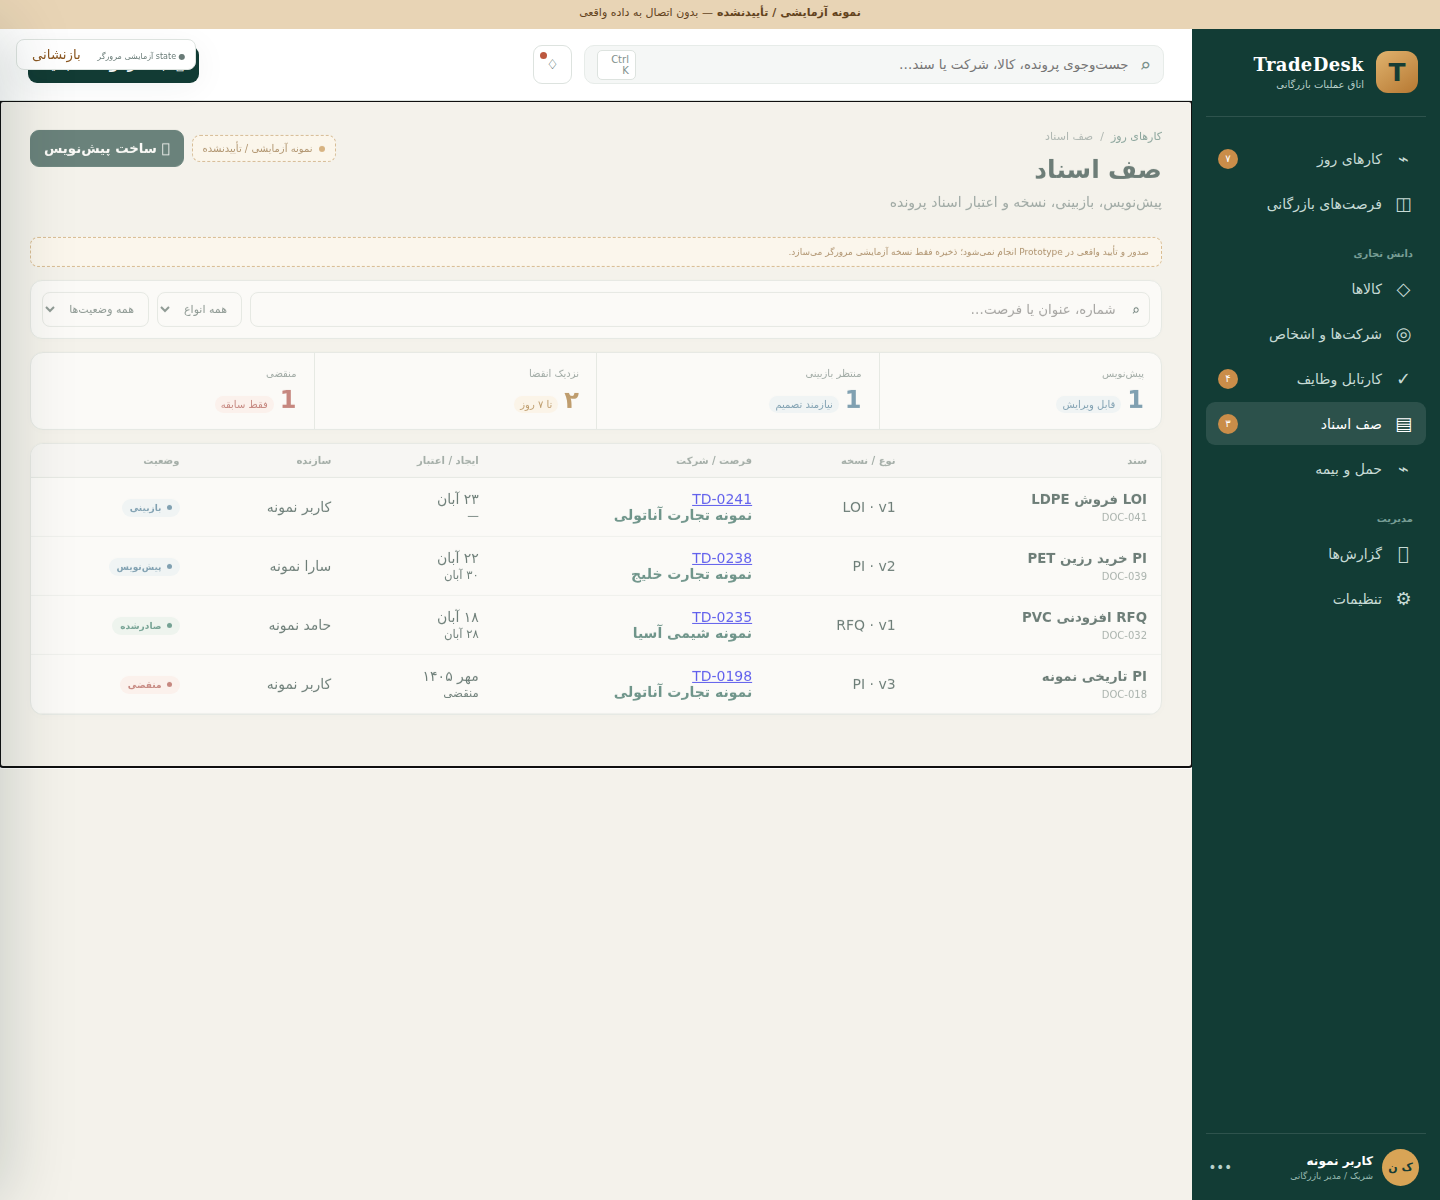 نمونه آزمایشی / تأییدنشده — بدون اتصال به داده واقعی
T
TradeDesk
اتاق عملیات بازرگانی
کارهای روز
۷
فرصت‌های بازرگانی
دانش تجاری
کالاها
شرکت‌ها و اشخاص
کارتابل وظایف
۴
صف اسناد
۳
حمل و بیمه
مدیریت
گزارش‌ها
تنظیمات
ک ن
کاربر نمونه
شریک / مدیر بازرگانی
•••
جست‌وجوی پرونده، کالا، شرکت یا سند…
Ctrl
K
state آزمایشی مرورگر
بازنشانی
کارهای روز / صف اسناد
صف اسناد
پیش‌نویس، بازبینی، نسخه و اعتبار اسناد پرونده
نمونه آزمایشی / تأییدنشده
ساخت پیش‌نویس
صدور و تأیید واقعی در Prototype انجام نمی‌شود؛ ذخیره فقط نسخه آزمایشی مرورگر می‌سازد.
شماره، عنوان یا فرصت…
همه انواع
همه وضعیت‌ها
پیش‌نویس
1 قابل ویرایش
منتظر بازبینی
1 نیازمند تصمیم
نزدیک انقضا
۲ تا ۷ روز
منقضی
1 فقط سابقه
سند نوع / نسخه فرصت / شرکت ایجاد / اعتبار سازنده وضعیت
LOI فروش LDPE
DOC-041
LOI · v1
TD-0241
نمونه تجارت آناتولی
۲۳ آبان
—
کاربر نمونه
بازبینی
PI خرید رزین PET
DOC-039
PI · v2
TD-0238
نمونه تجارت خلیج
۲۲ آبان
۳۰ آبان
سارا نمونه
پیش‌نویس
RFQ افزودنی PVC
DOC-032
RFQ · v1
TD-0235
نمونه شیمی آسیا
۱۸ آبان
۲۸ آبان
حامد نمونه
صادرشده
PI تاریخی نمونه
DOC-018
PI · v3
TD-0198
نمونه تجارت آناتولی
مهر ۱۴۰۵
منقضی
کاربر نمونه
منقضی